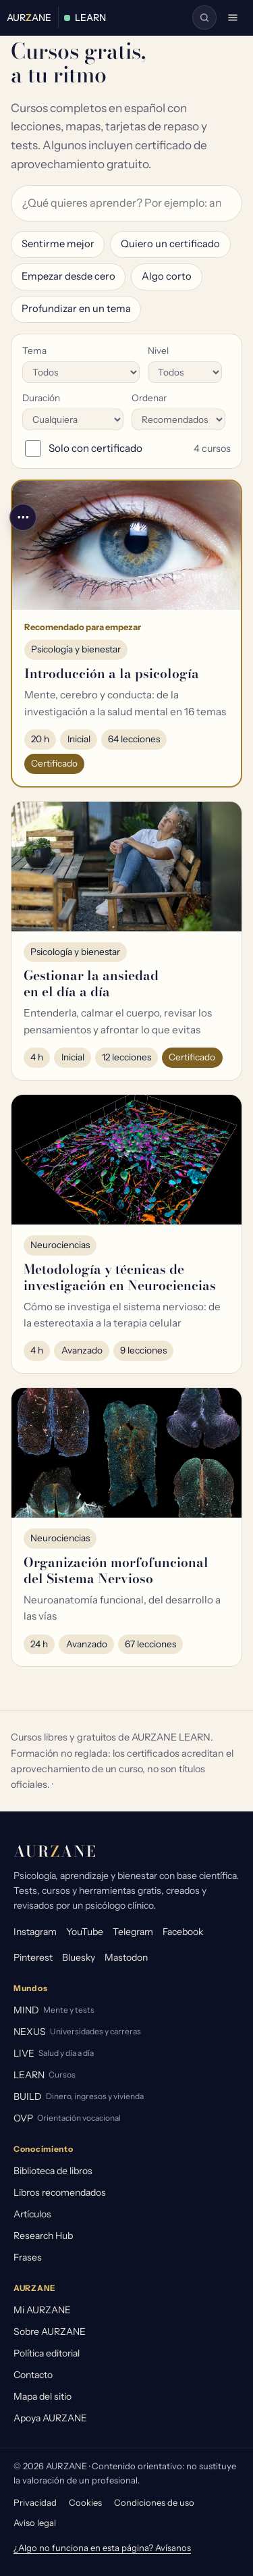 AURZANE LEARN
Cursos gratis,
a tu ritmo
Cursos completos en español con
lecciones, mapas, tarjetas de repaso y
tests. Algunos incluyen certificado de
aprovechamiento gratuito.
¿Qué quieres aprender? Por ejemplo: an
Sentirme mejor
Quiero un certificado
Empezar desde cero
Algo corto
Profundizar en un tema
Tema
Nivel
Todos
Todos
Duración
Ordenar
Cualquiera
Recomendados
Solo con certificado
4 cursos
Recomendado para empezar
Psicología y bienestar
Introducción a la psicología
Mente, cerebro y conducta: de la
investigación a la salud mental en 16 temas
20 h
Inicial
64 lecciones
Certificado
Psicología y bienestar
Gestionar la ansiedad
en el día a día
Entenderla, calmar el cuerpo, revisar los
pensamientos y afrontar lo que evitas
4 h
Inicial
12 lecciones
Certificado
Neurociencias
Metodología y técnicas de
investigación en Neurociencias
Cómo se investiga el sistema nervioso: de
la estereotaxia a la terapia celular
4 h
Avanzado
9 lecciones
Neurociencias
Organización morfofuncional
del Sistema Nervioso
Neuroanatomía funcional, del desarrollo a
las vías
24 h
Avanzado
67 lecciones
Cursos libres y gratuitos de AURZANE LEARN.
Formación no reglada: los certificados acreditan el
aprovechamiento de un curso, no son títulos
oficiales. ·
AURZANE
Psicología, aprendizaje y bienestar con base científica.
Tests, cursos y herramientas gratis, creados y
revisados por un psicólogo clínico.
Instagram YouTube Telegram Facebook
Pinterest Bluesky Mastodon
Mundos
MIND Mente y tests
NEXUS Universidades y carreras
LIVE Salud y día a día
LEARN Cursos
BUILD Dinero, ingresos y vivienda
OVP Orientación vocacional
Conocimiento
Biblioteca de libros
Libros recomendados
Artículos
Research Hub
Frases
AURZANE
Mi AURZANE
Sobre AURZANE
Política editorial
Contacto
Mapa del sitio
Apoya AURZANE
© 2026 AURZANE · Contenido orientativo: no sustituye
la valoración de un profesional.
Privacidad Cookies Condiciones de uso
Aviso legal
¿Algo no funciona en esta página? Avísanos